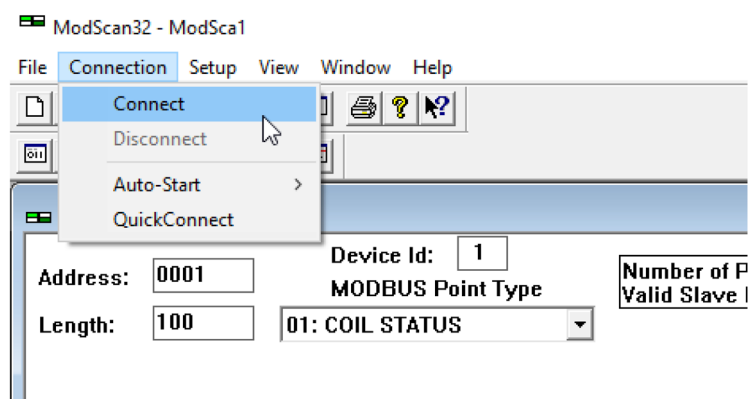 ModScan32 - ModSca1
File Connection Setup View Window Help
Connect
Disconnect
Auto-Start
QuickConnect
Device Id: 1
Address: 0001
MODBUS Point Type
Length: 100
01: COIL STATUS
Number of P
Valid Slave